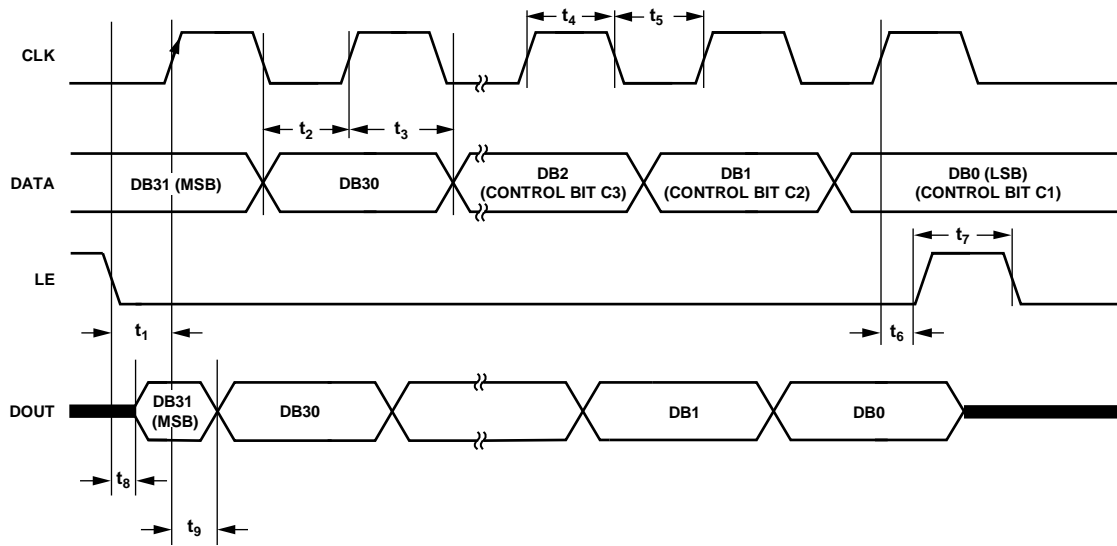 t4
t5
CLK
t2
t3
DATA
DB31 (MSB)
DB30
DB2
(CONTROL BIT C3)
DB1
(CONTROL BIT C2)
DB0 (LSB)
(CONTROL BIT C1)
t7
LE
t1
t6
DOUT
DB31
(MSB)
DB30
DB1
DB0
t8
t9